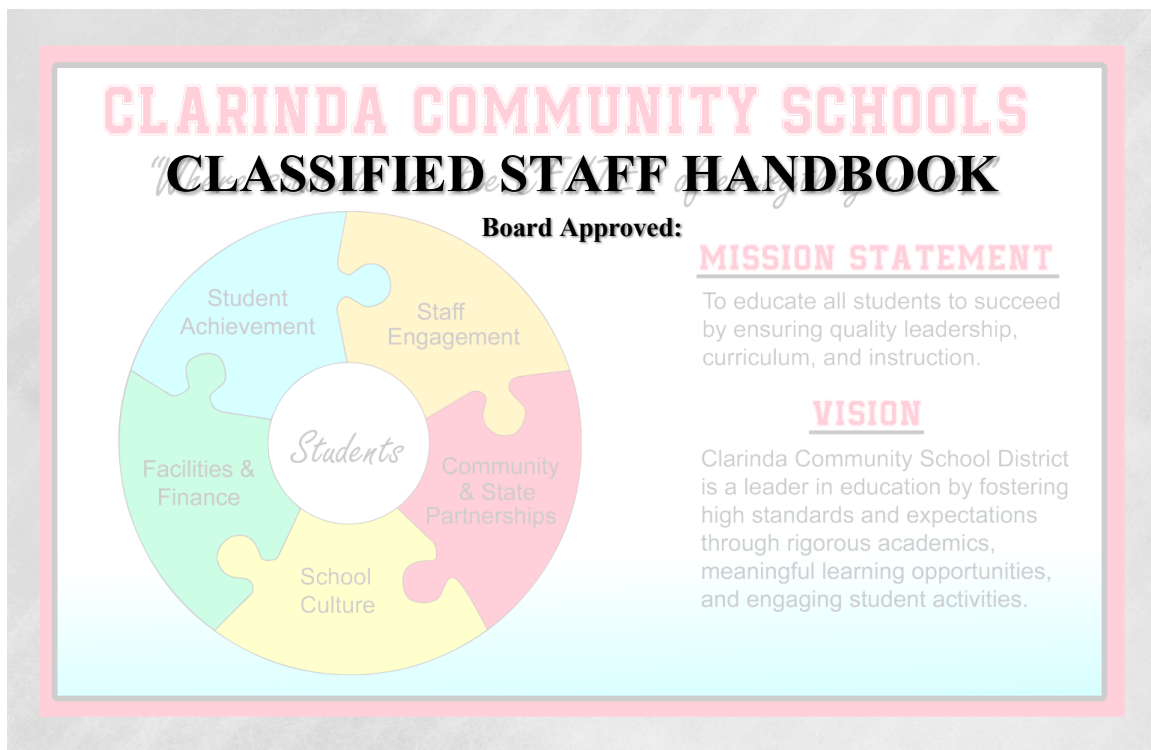 CLARINDA COMMUNITY SCHOOLS
CLASSIFIED STAFF HANDBOOK
Board Approved:
Student
Achievement
Staff
Engagement
Facilities &
Finance
Students
Community
& State
Partnerships
School
Culture
MISSION STATEMENT
To educate all students to succeed
by ensuring quality leadership,
curriculum, and instruction.
VISION
Clarinda Community School District
is a leader in education by fostering
high standards and expectations
through rigorous academics,
meaningful learning opportunities,
and engaging student activities.